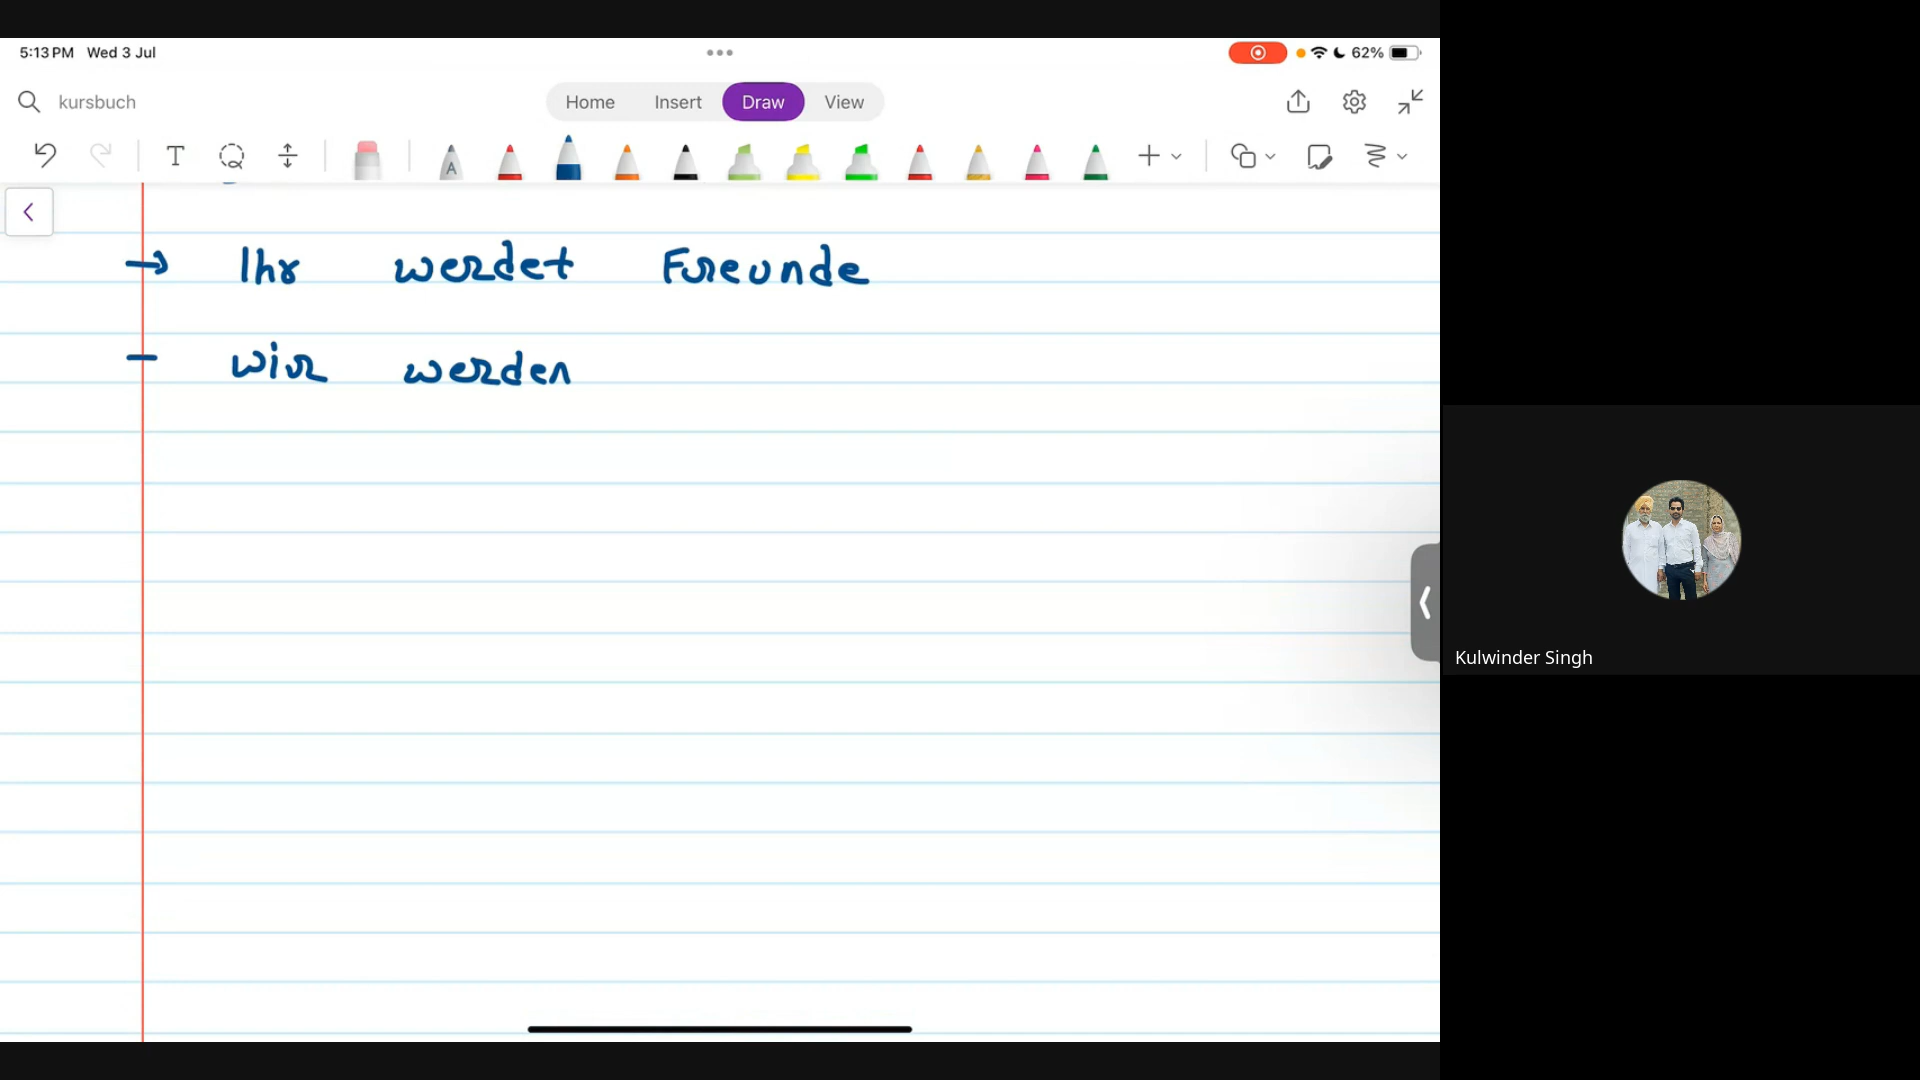 5:13 PM Wed 3 Jul
62%
kursbuch
Home Insert Draw View
T
A
→ Ihr werdet Freunde
- wir werden
Kulwinder Singh